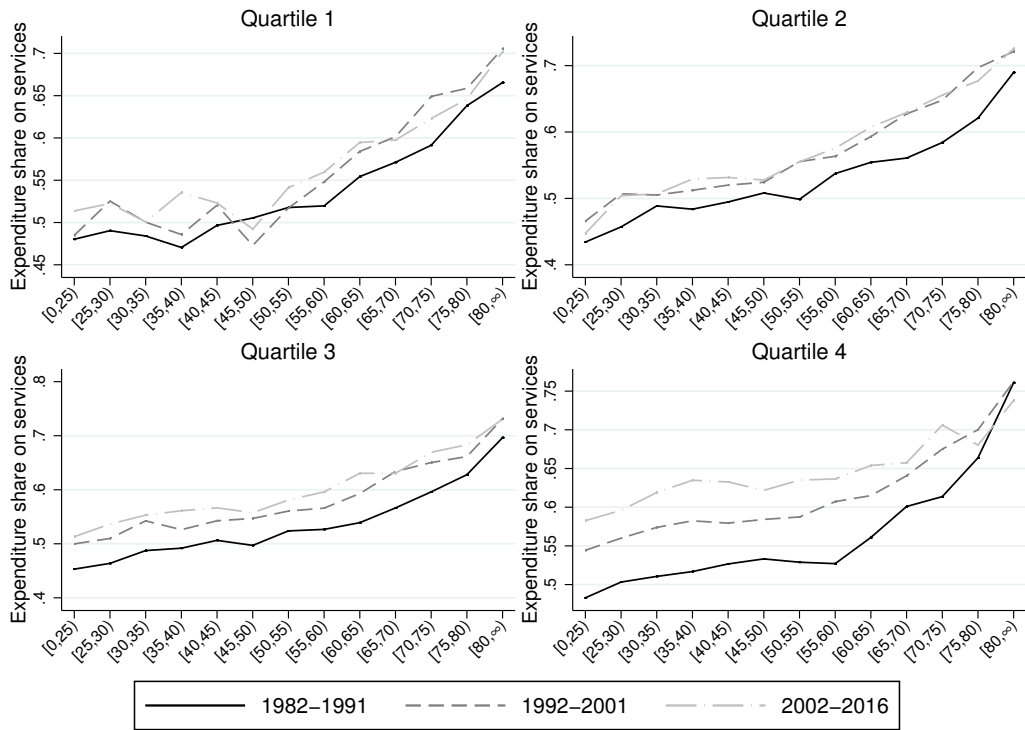 Quartile 1
Expenditure share on services
.45 .5 .55 .6 .65 .7
[0,25) [25,30) [30,35) [35,40) [40,45) [45,50) [50,55) [55,60) [60,65) [65,70) [70,75) [75,80) [80,∞)
Quartile 2
Expenditure share on services
.4 .5 .6 .7
[0,25) [25,30) [30,35) [35,40) [40,45) [45,50) [50,55) [55,60) [60,65) [65,70) [70,75) [75,80) [80,∞)
Quartile 3
Expenditure share on services
.4 .5 .6 .7 .8
[0,25) [25,30) [30,35) [35,40) [40,45) [45,50) [50,55) [55,60) [60,65) [65,70) [70,75) [75,80) [80,∞)
Quartile 4
Expenditure share on services
.5 .55 .6 .65 .7 .75
[0,25) [25,30) [30,35) [35,40) [40,45) [45,50) [50,55) [55,60) [60,65) [65,70) [70,75) [75,80) [80,∞)
1982−1991 1992−2001 2002−2016